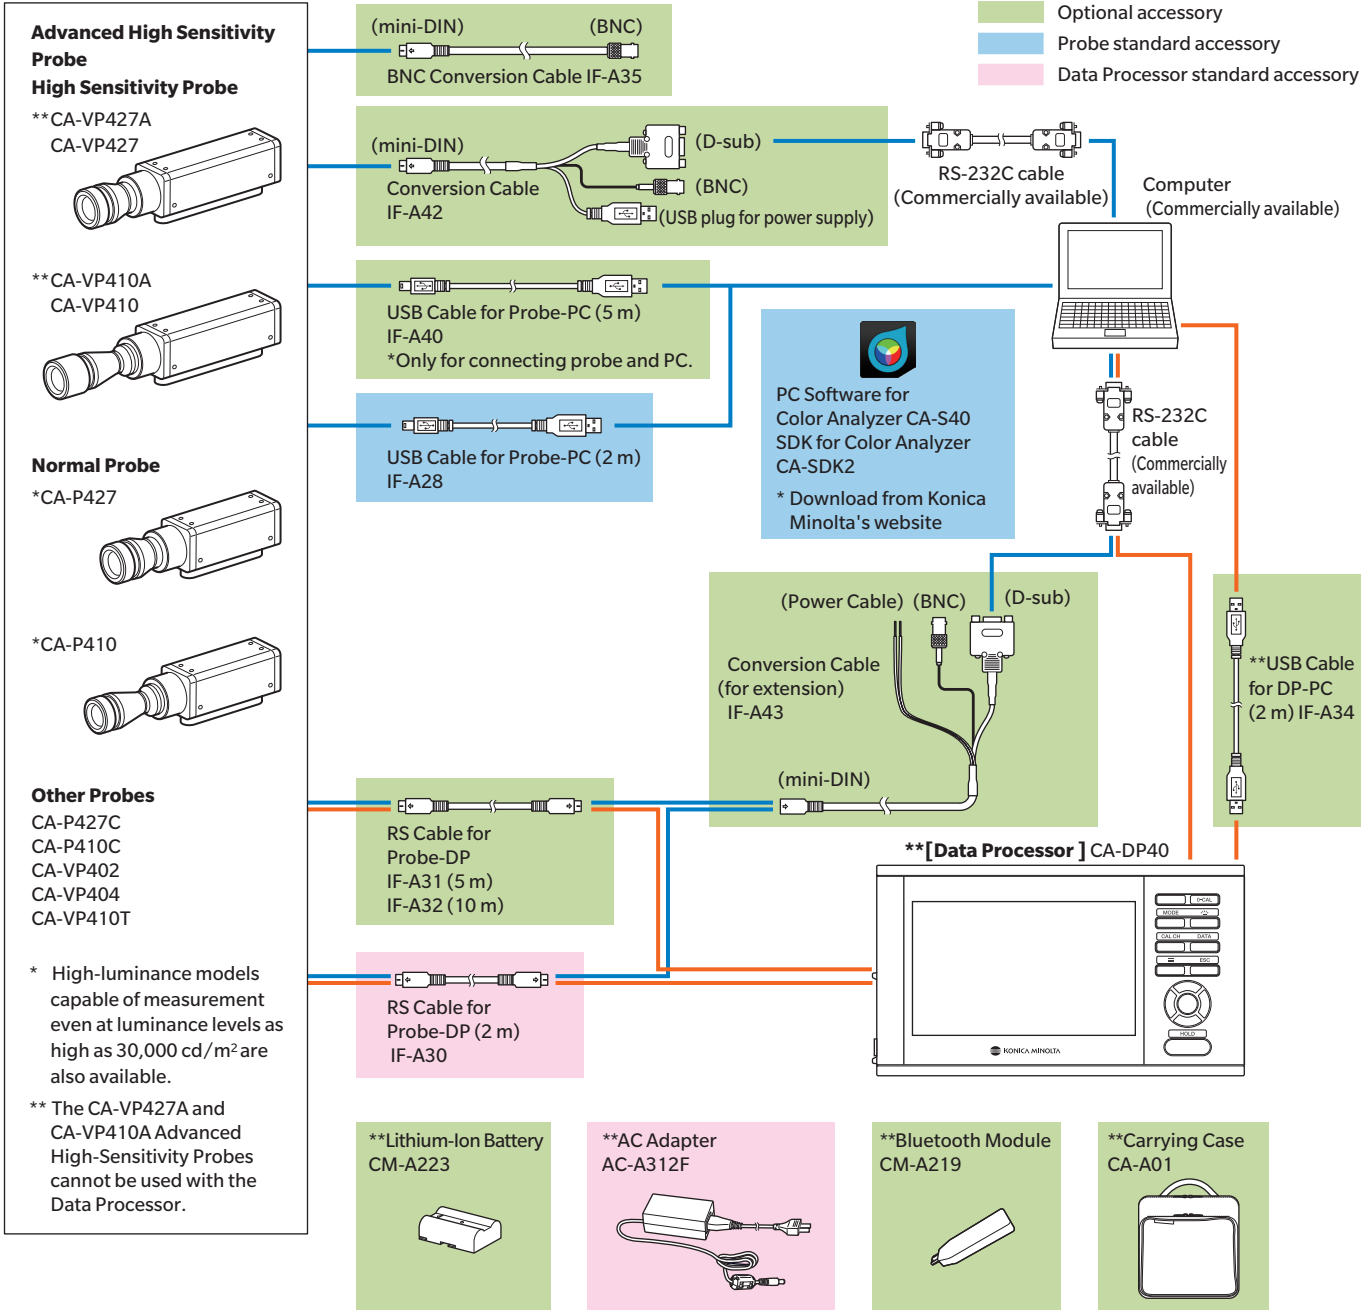 Advanced High Sensitivity
Probe
High Sensitivity Probe
**CA-VP427A
CA-VP427
**CA-VP410A
CA-VP410
Normal Probe
*CA-P427
*CA-P410
Other Probes
CA-P427C
CA-P410C
CA-VP402
CA-VP404
CA-VP410T
* High-luminance models
capable of measurement
even at luminance levels as
high as 30,000 cd/m² are
also available.
** The CA-VP427A and
CA-VP410A Advanced
High-Sensitivity Probes
cannot be used with the
Data Processor.
(mini-DIN) (BNC)
BNC Conversion Cable IF-A35
Optional accessory
Probe standard accessory
Data Processor standard accessory
(mini-DIN)
Conversion Cable
IF-A42
(D-sub)
(BNC)
(USB plug for power supply)
RS-232C cable
(Commercially available)
Computer
(Commercially available)
USB Cable for Probe-PC (5 m)
IF-A40
*Only for connecting probe and PC.
USB Cable for Probe-PC (2 m)
IF-A28
PC Software for
Color Analyzer CA-S40
SDK for Color Analyzer
CA-SDK2
* Download from Konica
Minolta's website
RS-232C
cable
(Commercially
available)
(Power Cable) (BNC) (D-sub)
Conversion Cable
(for extension)
IF-A43
(mini-DIN)
**USB Cable
for DP-PC
(2 m) IF-A34
RS Cable for
Probe-DP
IF-A31 (5 m)
IF-A32 (10 m)
RS Cable for
Probe-DP (2 m)
IF-A30
**[Data Processor ] CA-DP40
0-CAL
MODE
CAL CH DATA
ESC
HOLD
KONICA MINOLTA
**Lithium-Ion Battery
CM-A223
**AC Adapter
AC-A312F
**Bluetooth Module
CM-A219
**Carrying Case
CA-A01